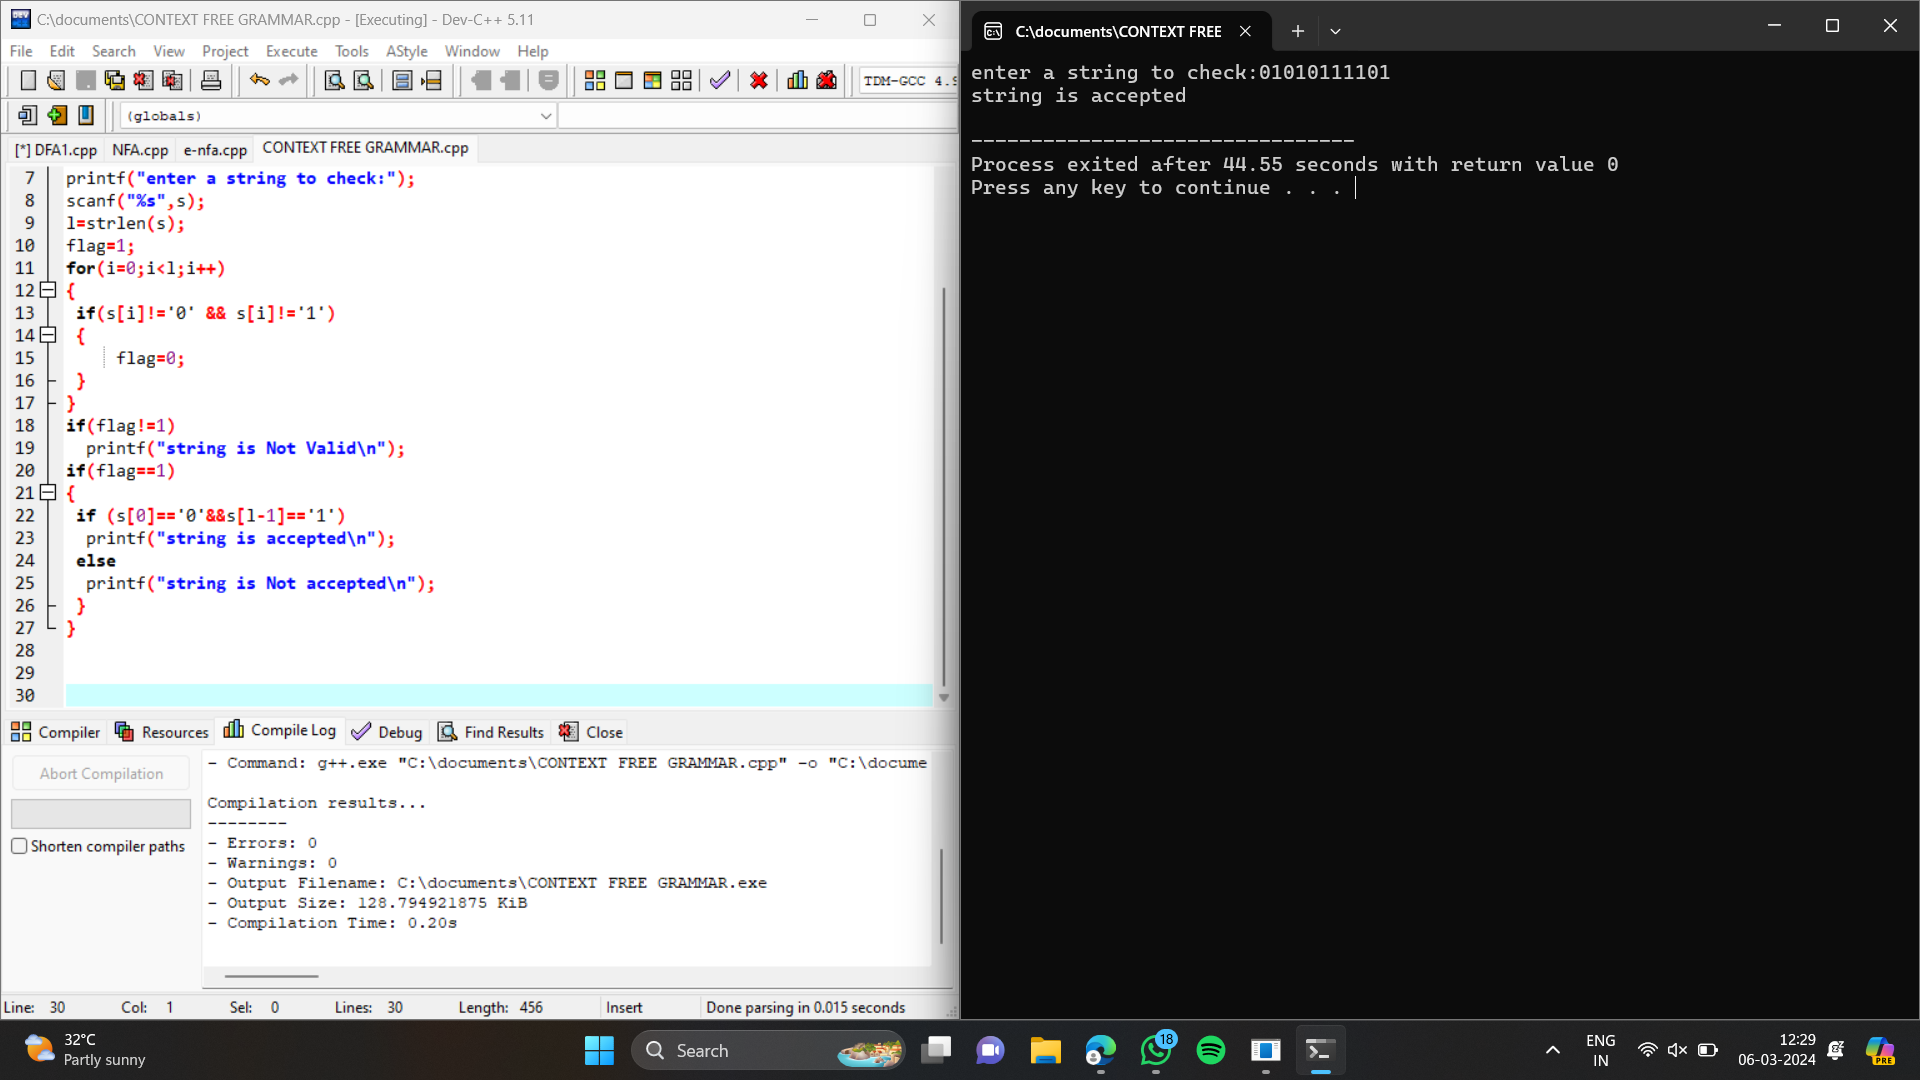 C:\documents\CONTEXT FREE GRAMMAR.cpp - [Executing] - Dev-C++ 5.11
File Edit Search View Project Execute Tools AStyle Window Help
TDM-GCC 4.9
(globals)
[*] DFA1.cpp NFA.cpp e-nfa.cpp CONTEXT FREE GRAMMAR.cpp
7 printf("enter a string to check:");
8 scanf("%s",s);
9 l=strlen(s);
10 flag=1;
11 for(i=0;i<l;i++)
12 {
13 if(s[i]!='0' && s[i]!='1')
14 {
15 flag=0;
16 }
17 }
18 if(flag!=1)
19 printf("string is Not Valid\n");
20 if(flag==1)
21 {
22 if (s[0]=='0'&&s[l-1]=='1')
23 printf("string is accepted\n");
24 else
25 printf("string is Not accepted\n");
26 }
27 }
28
29
30
Compiler Resources Compile Log Debug Find Results Close
Abort Compilation
Shorten compiler paths
- Command: g++.exe "C:\documents\CONTEXT FREE GRAMMAR.cpp" -o "C:\docume
Compilation results...
--------
- Errors: 0
- Warnings: 0
- Output Filename: C:\documents\CONTEXT FREE GRAMMAR.exe
- Output Size: 128.794921875 KiB
- Compilation Time: 0.20s
Line: 30 Col: 1 Sel: 0 Lines: 30 Length: 456 Insert Done parsing in 0.015 seconds
C:\documents\CONTEXT FREE
enter a string to check:01010111101
string is accepted
--------------------------------
Process exited after 44.55 seconds with return value 0
Press any key to continue . . .
32°C
Partly sunny
Search
18
ENG
IN
12:29
06-03-2024
PRE